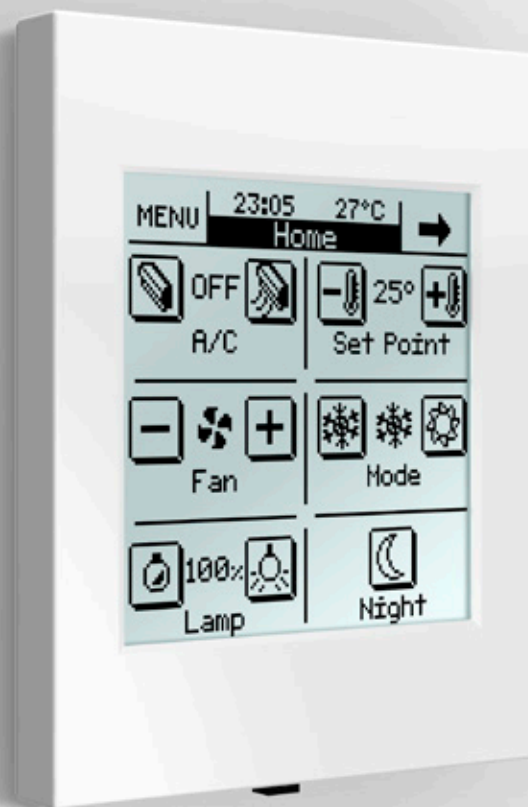 MENU 23:05 27°C
Home
OFF 25°
A/C Set Point
Fan Mode
100%
Lamp Night